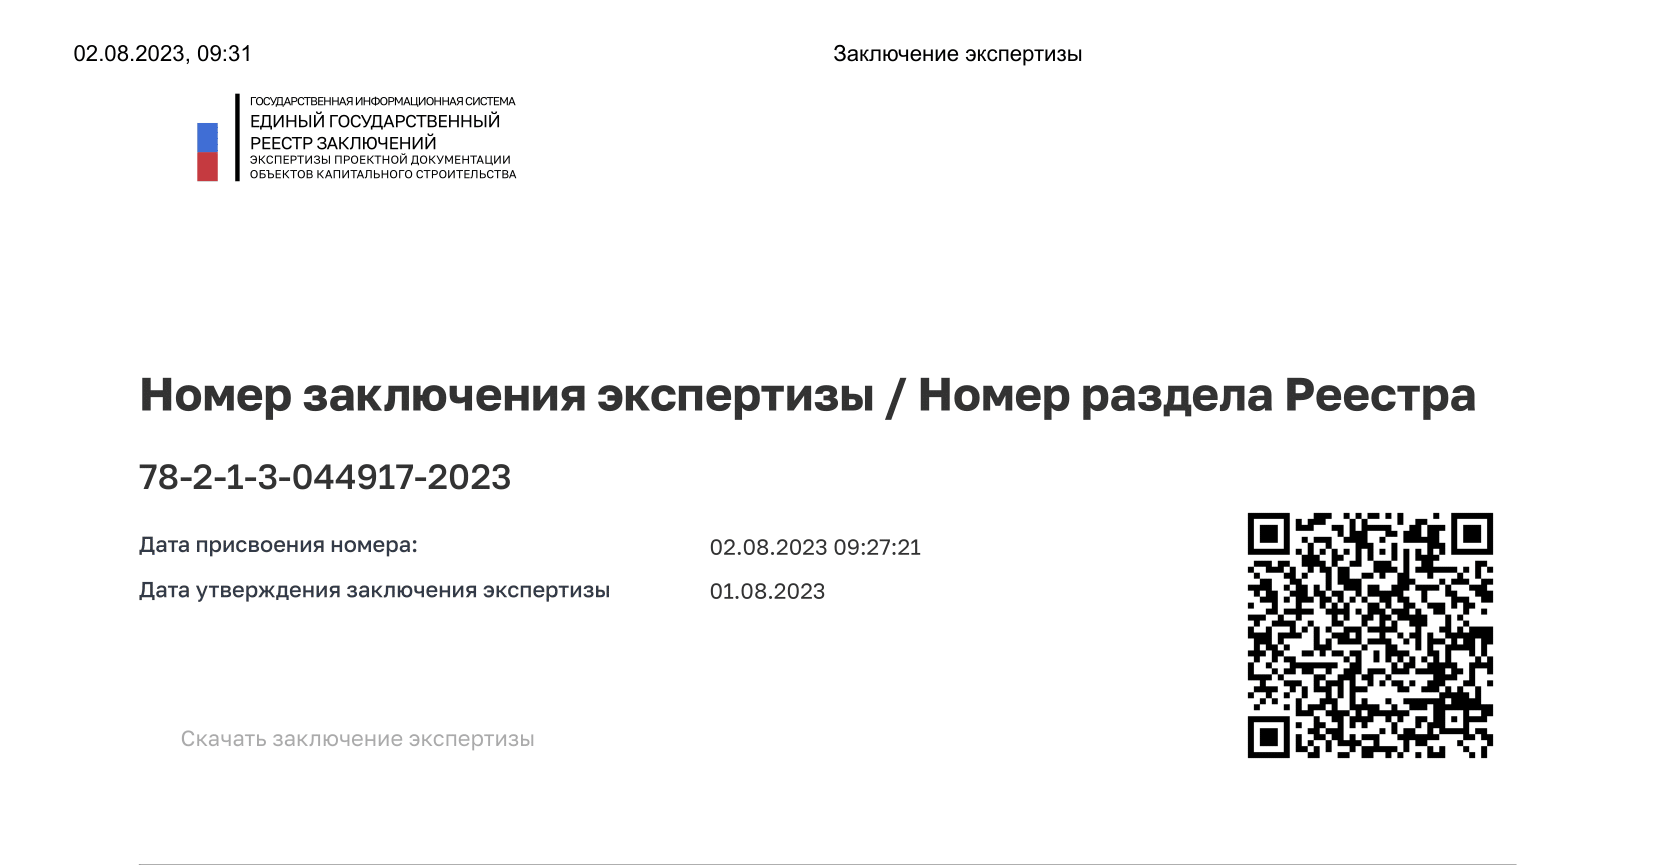 02.08.2023, 09:31
Заключение экспертизы
ГОСУДАРСТВЕННАЯ ИНФОРМАЦИОННАЯ СИСТЕМА
ЕДИНЫЙ ГОСУДАРСТВЕННЫЙ
РЕЕСТР ЗАКЛЮЧЕНИЙ
ЭКСПЕРТИЗЫ ПРОЕКТНОЙ ДОКУМЕНТАЦИИ
ОБЪЕКТОВ КАПИТАЛЬНОГО СТРОИТЕЛЬСТВА
Номер заключения экспертизы / Номер раздела Реестра
78-2-1-3-044917-2023
Дата присвоения номера:
02.08.2023 09:27:21
Дата утверждения заключения экспертизы
01.08.2023
Скачать заключение экспертизы